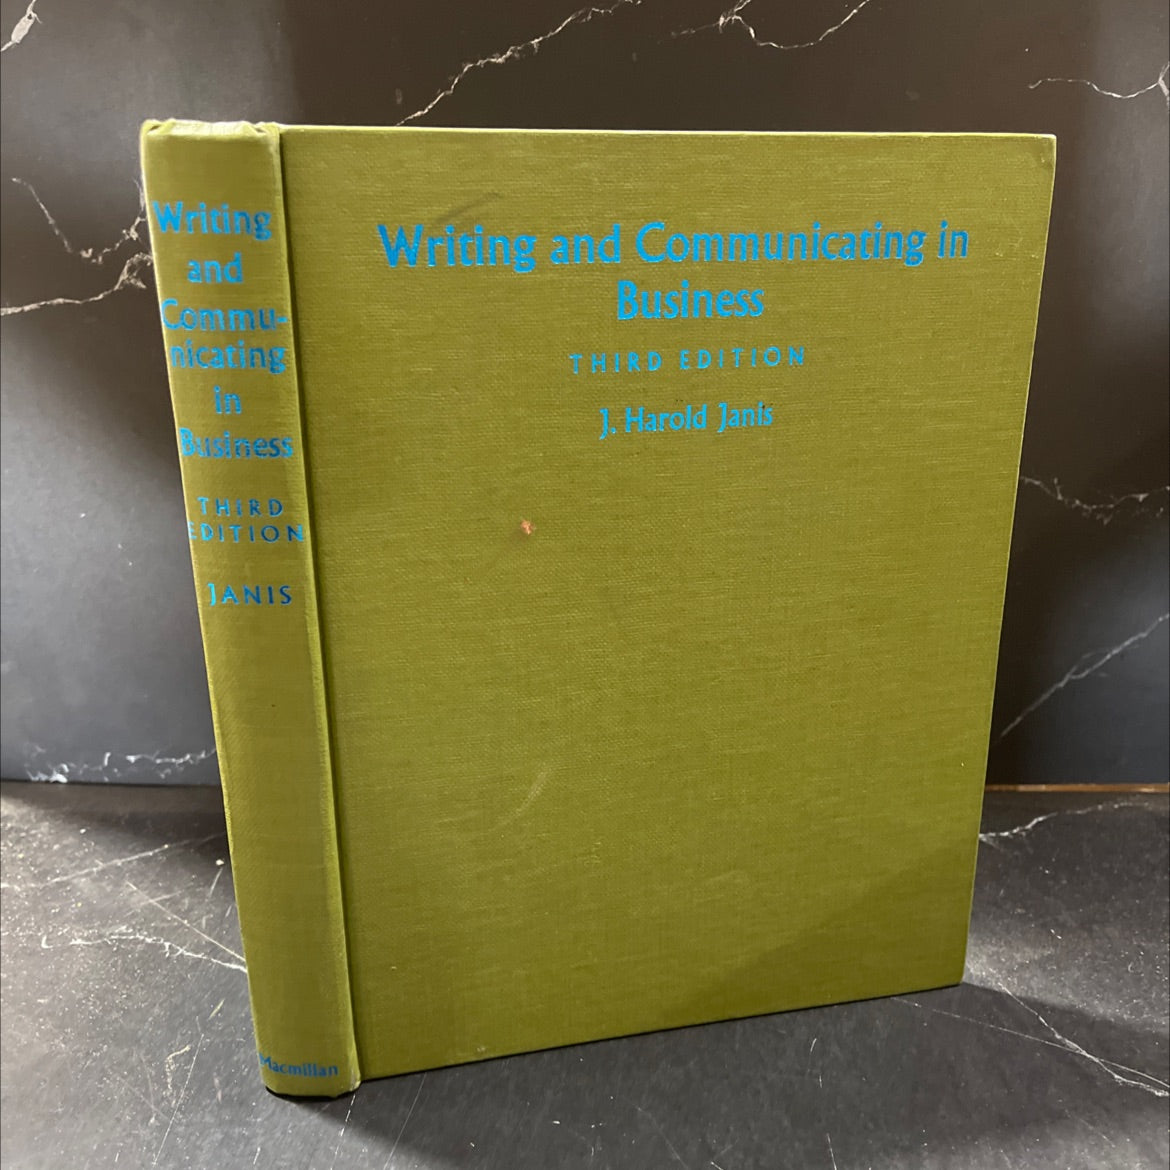 Writing
and
Commu-
nicating
in
Business
THIRD
EDITION
JANIS
Macmillan
Writing and Communicating in
Business
THIRD EDITION
J. Harold Janis